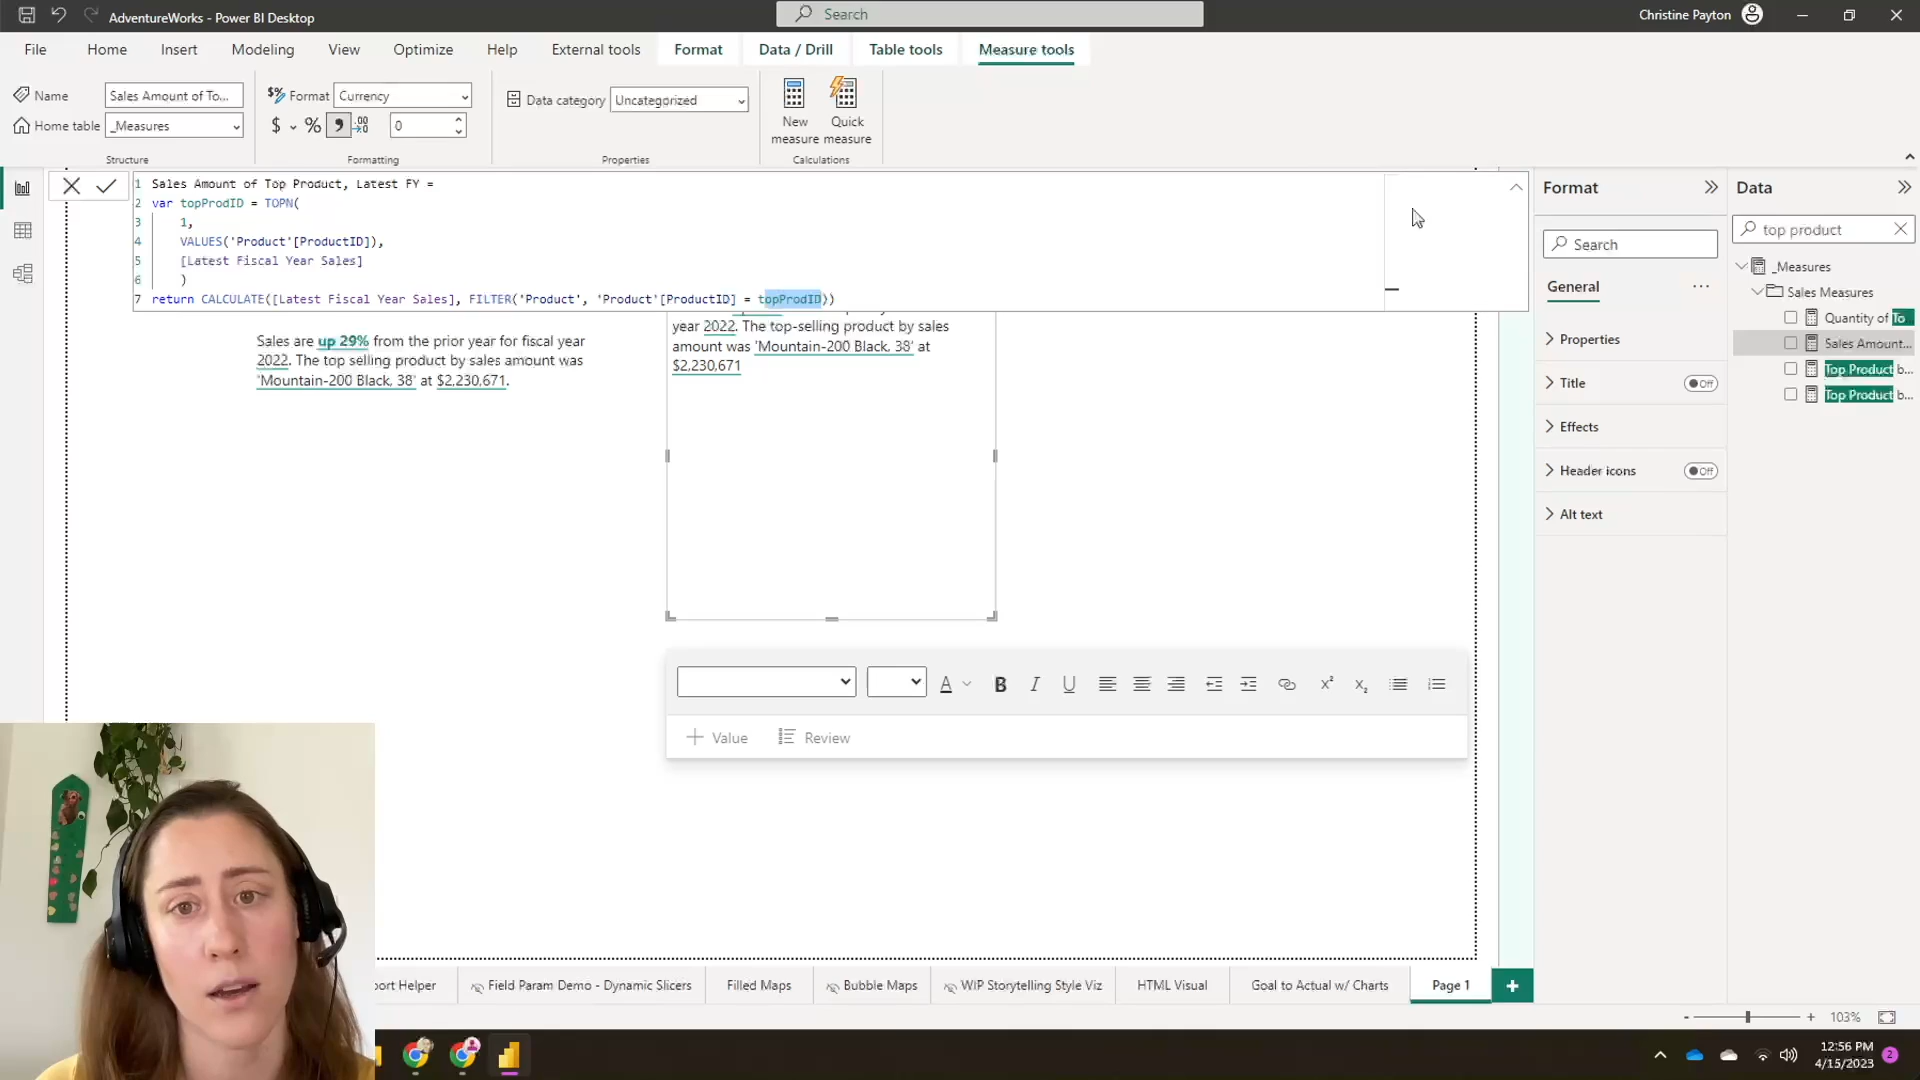 AdventureWorks - Power BI Desktop
Search
Christine Payton
File
Home
Insert
Modeling
View
Optimize
Help
External tools
Format
Data / Drill
Table tools
Measure tools
Name
Sales Amount of To...
Home table
_Measures
Structure
Format
Currency
$
%
0
Formatting
Data category
Uncategorized
Properties
New measure
Quick measure
Calculations
1 Sales Amount of Top Product, Latest FY =
2 var topProdID = TOPN(
3 1,
4 VALUES('Product'[ProductID]),
5 [Latest Fiscal Year Sales]
6 )
7 return CALCULATE([Latest Fiscal Year Sales], FILTER('Product', 'Product'[ProductID] = topProdID))
Sales are up 29% from the prior year for fiscal year
2022. The top selling product by sales amount was
'Mountain-200 Black, 38' at $2,230,671.
year 2022. The top-selling product by sales
amount was 'Mountain-200 Black, 38' at
$2,230,671
Value
Review
Format
Search
General
Properties
Title
Off
Effects
Header icons
Off
Alt text
Data
top product
_Measures
Sales Measures
Quantity of To
Sales Amount...
Top Product b...
Top Product b...
ort Helper
Field Param Demo - Dynamic Slicers
Filled Maps
Bubble Maps
WIP Storytelling Style Viz
HTML Visual
Goal to Actual w/ Charts
Page 1
103%
12:56 PM
4/15/2023
2